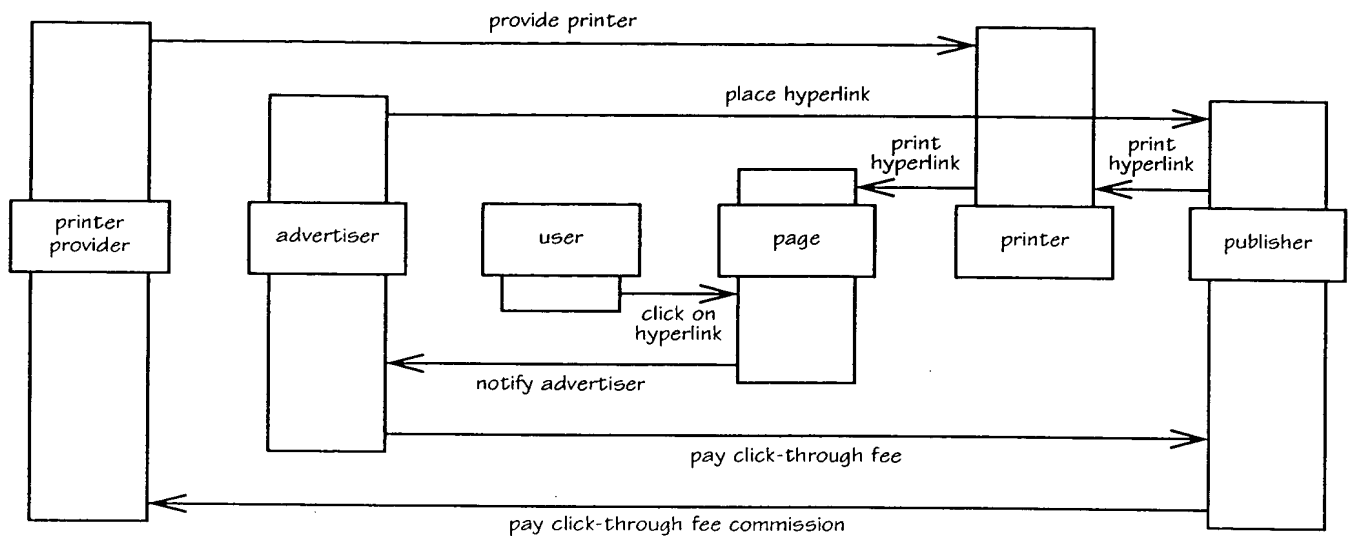 provide printer
place hyperlink
print
hyperlink
print
hyperlink
printer
provider
advertiser
user
page
printer
publisher
click on
hyperlink
notify advertiser
pay click-through fee
pay click-through fee commission